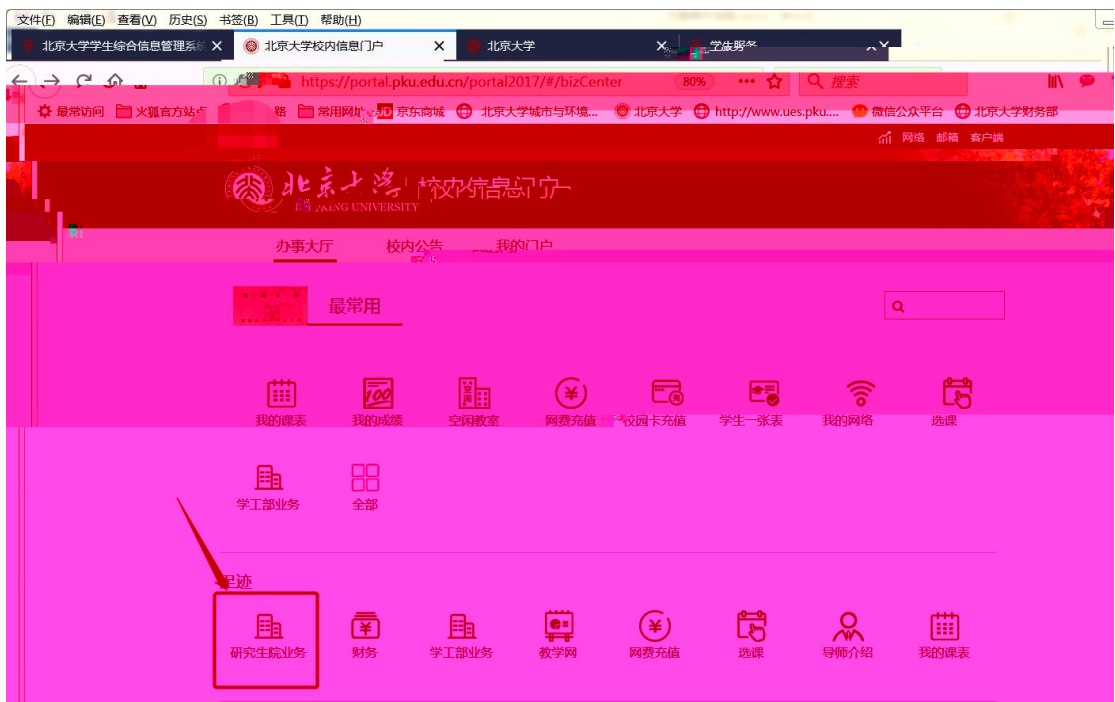 文件(F) 编辑(E) 查看(V) 历史(S) 书签(B) 工具(T) 帮助(H)
北京大学学生综合信息管理系 北京大学校内信息门户 北京大学
https://portal.pku.edu.cn/portal2017/#/bizCenter 80% 搜索
最常访问 火狐官方站点 常用网址 JD 京东商城 北京大学城市与环境... 北京大学 http://www.ues.pku.... 微信公众平台 北京大学财务部
网络 邮箱 客户端
北京大学 校内信息门户
PEKING UNIVERSITY
办事大厅 校内公告 我的门户
最常用
我的课表 我的成绩 空闲教室 网费充值 校园卡充值 学生一张表 我的网络 选课
学工部业务 全部
足迹
研究生院业务 财务 学工部业务 教学网 网费充值 选课 导师介绍 我的课表